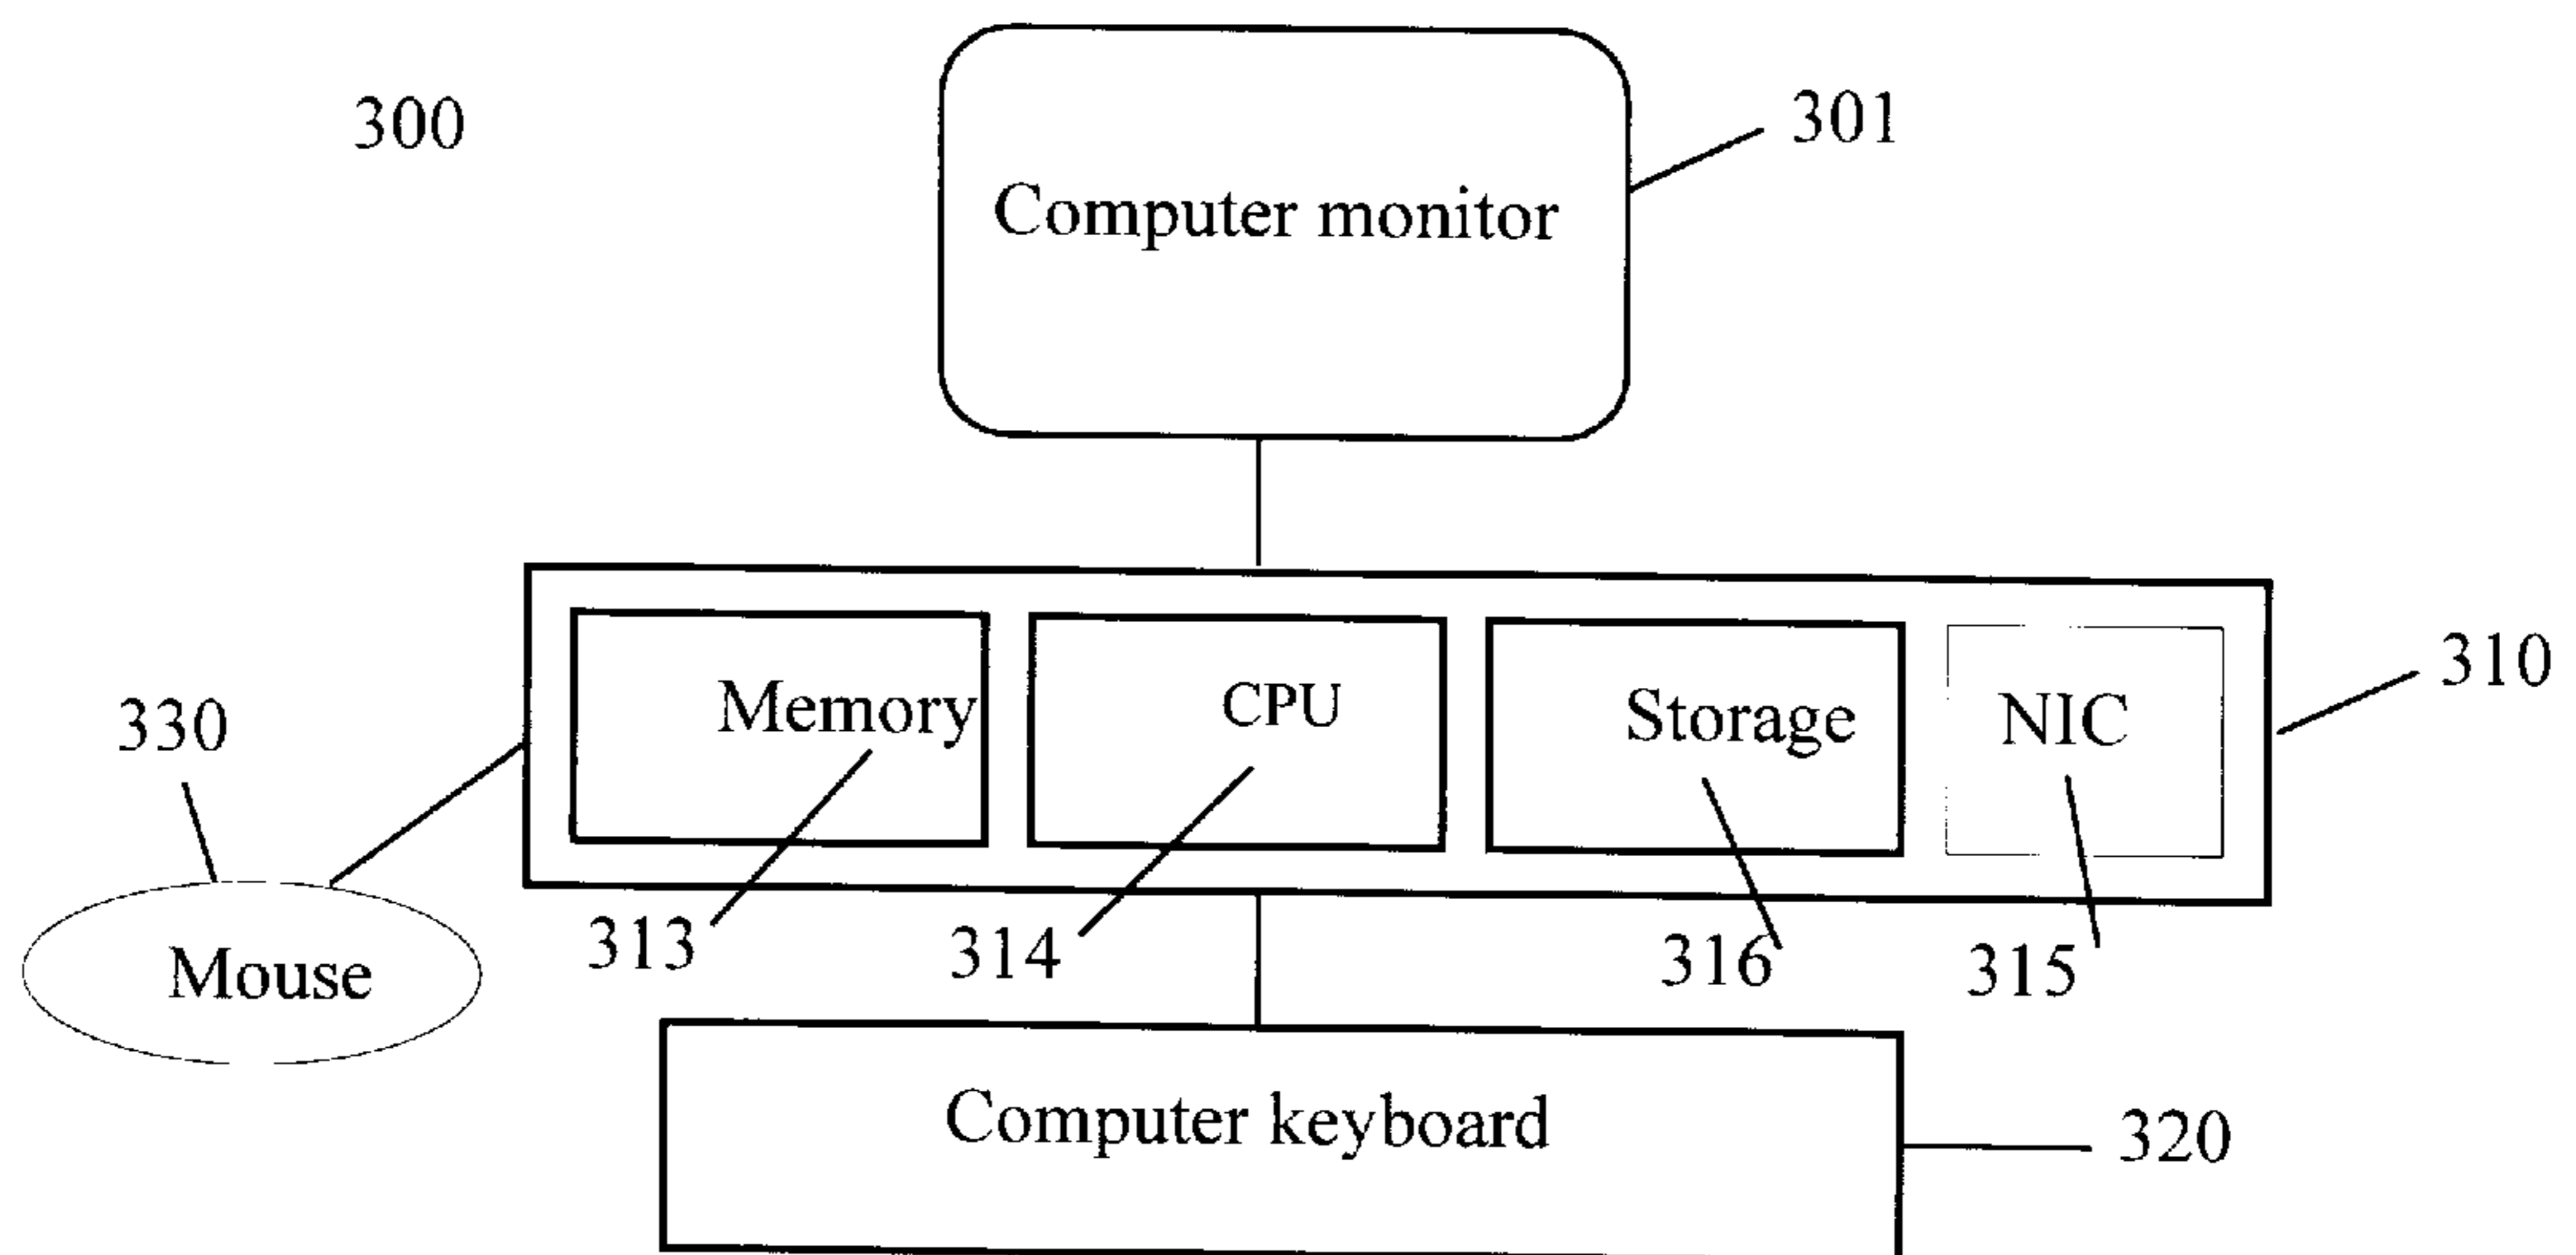 300
301
Computer monitor
310
Memory
CPU
Storage
NIC
330
313
314
316
315
Mouse
Computer keyboard
320